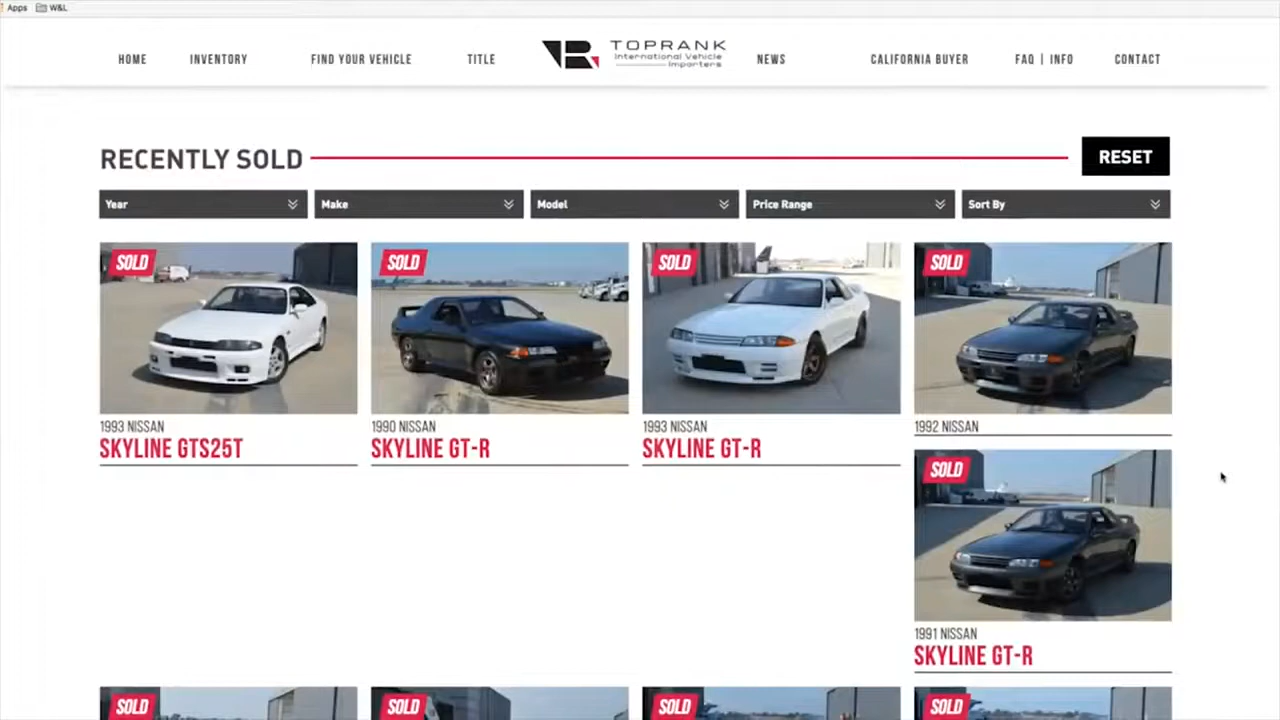 Apps W&L
HOME INVENTORY FIND YOUR VEHICLE TITLE TOPRANK NEWS CALIFORNIA BUYER FAQ | INFO CONTACT
International Vehicle
Importers
RECENTLY SOLD RESET
Year Make Model Price Range Sort By
SOLD SOLD SOLD SOLD
1993 NISSAN 1990 NISSAN 1993 NISSAN 1992 NISSAN
SKYLINE GTS25T SKYLINE GT-R SKYLINE GT-R
SOLD
1991 NISSAN
SKYLINE GT-R
SOLD SOLD SOLD SOLD